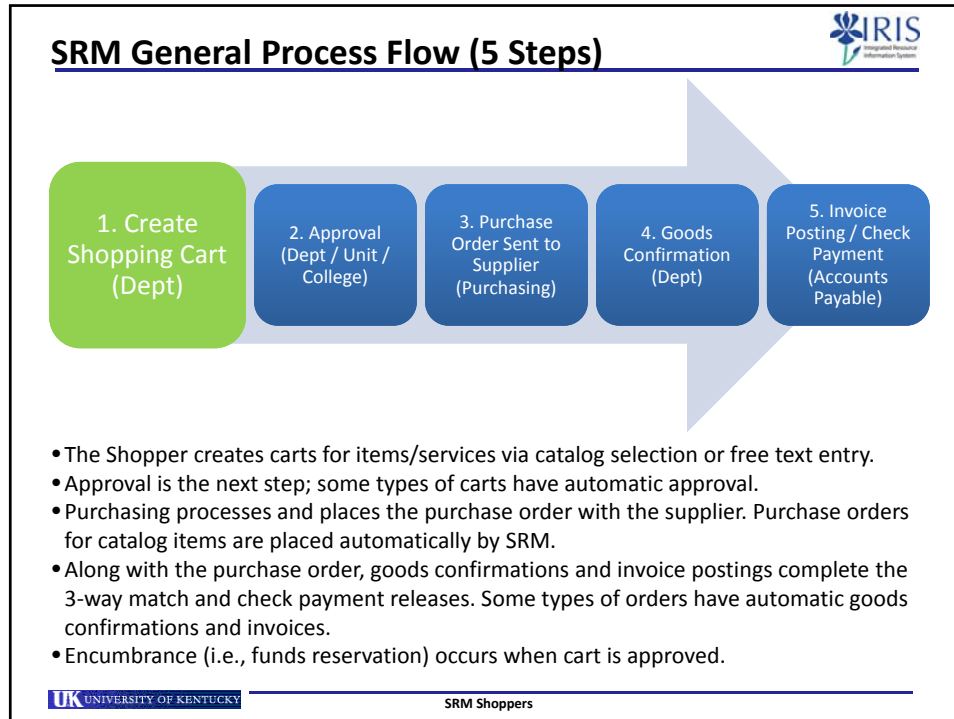 SRM General Process Flow (5 Steps)
IRIS
Integrated Resource
Information System
1. Create
Shopping Cart
(Dept)
2. Approval
(Dept / Unit /
College)
3. Purchase
Order Sent to
Supplier
(Purchasing)
4. Goods
Confirmation
(Dept)
5. Invoice
Posting / Check
Payment
(Accounts
Payable)
•The Shopper creates carts for items/services via catalog selection or free text entry.
•Approval is the next step; some types of carts have automatic approval.
•Purchasing processes and places the purchase order with the supplier. Purchase orders
for catalog items are placed automatically by SRM.
•Along with the purchase order, goods confirmations and invoice postings complete the
3-way match and check payment releases. Some types of orders have automatic goods
confirmations and invoices.
•Encumbrance (i.e., funds reservation) occurs when cart is approved.
UK UNIVERSITY OF KENTUCKY
SRM Shoppers